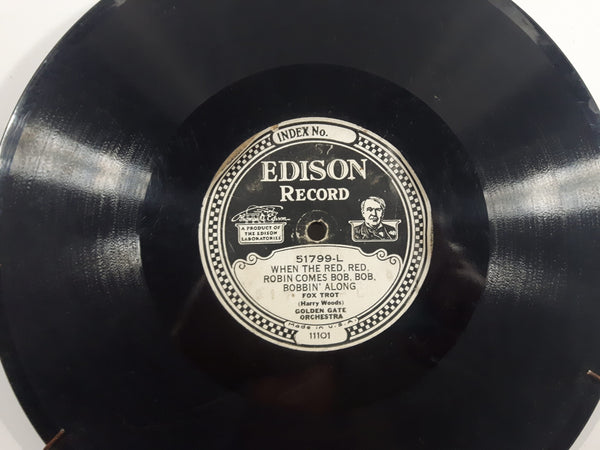 INDEX No.
EDISON
RECORD
A PRODUCT OF
THE EDISON
LABORATORIES
51799-L
WHEN THE RED, RED,
ROBIN COMES BOB, BOB,
BOBBIN' ALONG
FOX TROT
(Harry Woods)
GOLDEN GATE
ORCHESTRA
Made in U.S.A.
11101